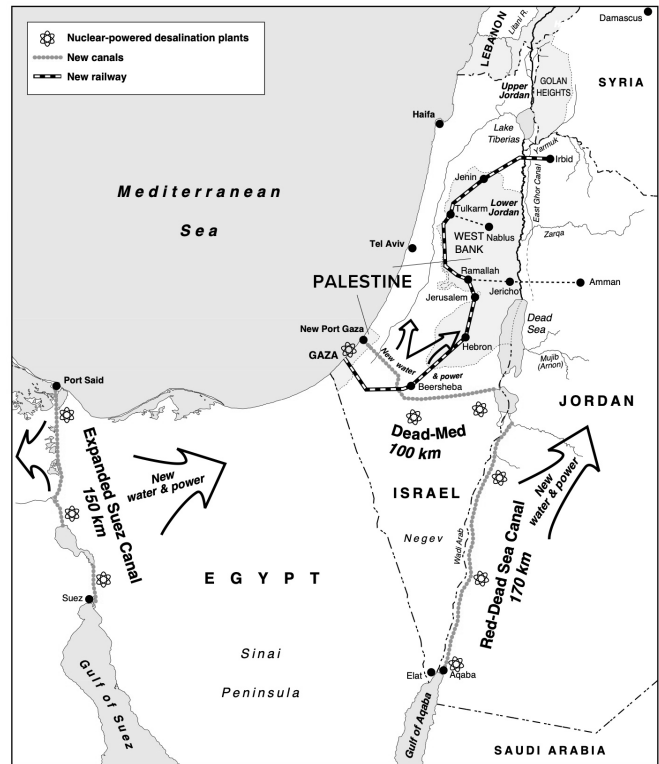 Nuclear-powered desalination plants
New canals
New railway
Damascus
LEBANON
Litani R.
SYRIA
GOLAN
HEIGHTS
Upper
Jordan
Haifa
Lake
Tiberias
Yarmuk
Irbid
Jenin
East Ghor Canal
Mediterranean
Sea
Tulkarm
Lower
Jordan
WEST
BANK
Nablus
Zarqa
Tel Aviv
Ramallah
Jericho
Amman
PALESTINE
Jerusalem
New Port Gaza
Dead
Sea
GAZA
Hebron
New water
& power
Mujib
(Arnon)
Port Said
Beersheba
JORDAN
Dead-Med
100 km
Expanded Suez Canal
150 km
New
water & power
ISRAEL
New
water & power
Negev
Wadi Arab
Red-Dead Sea Canal
170 km
EGYPT
Suez
Sinai
Peninsula
Elat
Aqaba
Gulf of Suez
Gulf of Aqaba
SAUDI ARABIA